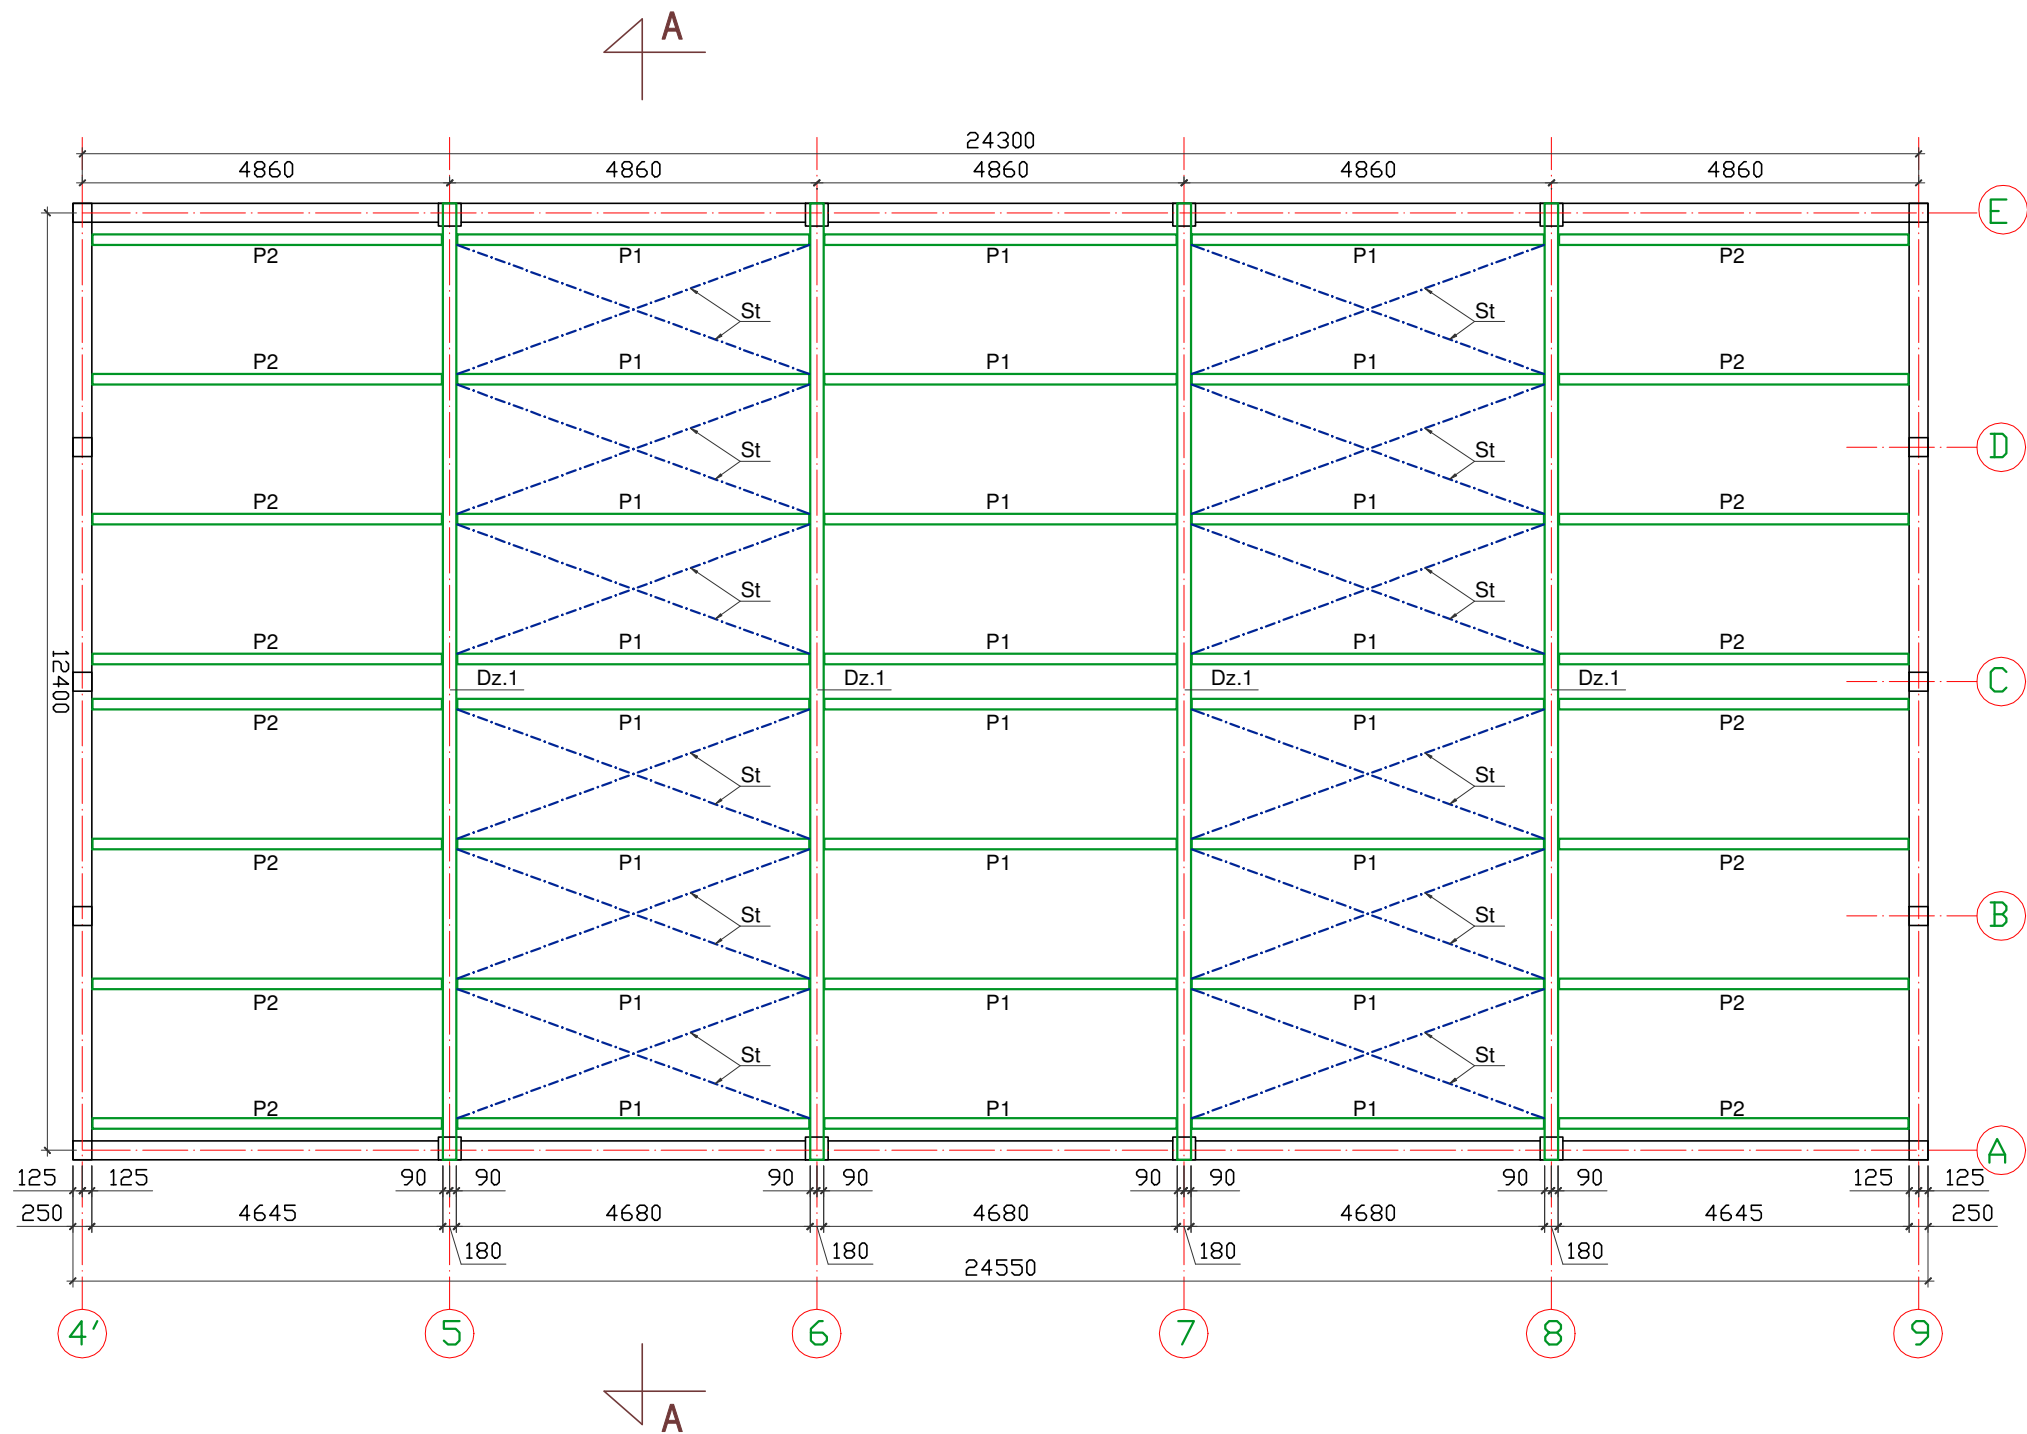 A
24300
4860 4860 4860 4860 4860
E
P2 P1 P1 P1 P2
St St
P2 P1 P1 P1 P2
D
St St
P2 P1 P1 P1 P2
St St
P2 P1 P1 P1 P2
12400
Dz.1 Dz.1 Dz.1 Dz.1
C
P2 P1 P1 P1 P2
St St
P2 P1 P1 P1 P2
St St
B
P2 P1 P1 P1 P2
St St
P2 P1 P1 P1 P2
A
125 125 90 90 90 90 90 90 90 90 125 125
250 4645 4680 4680 4680 4645 250
180 180 180 180
24550
4' 5 6 7 8 9
A